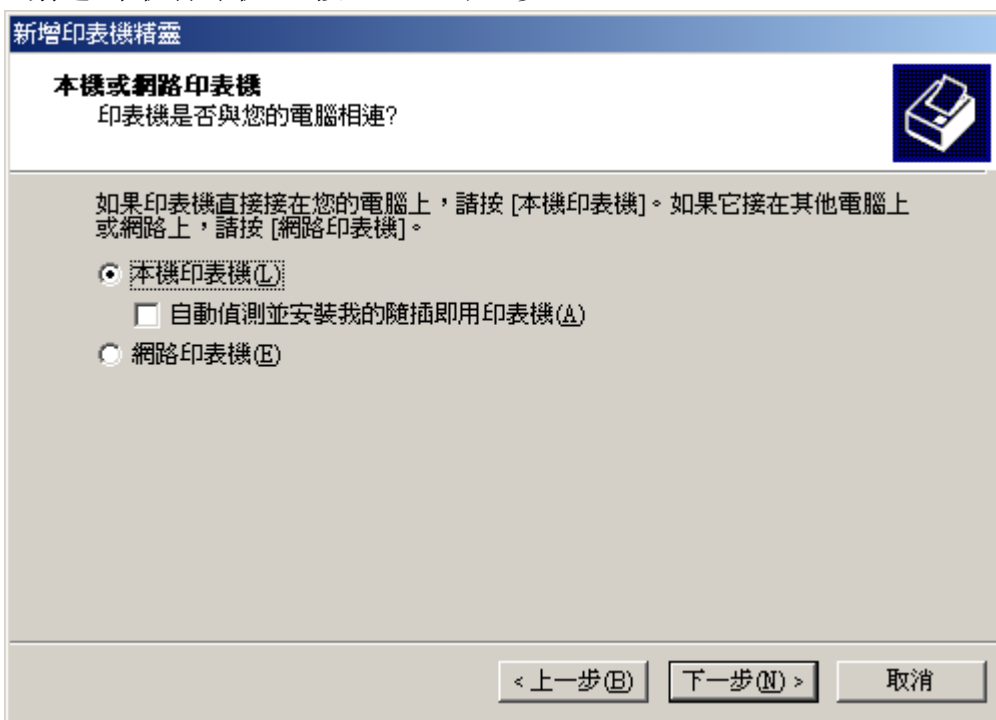 新增印表機精靈
本機或網路印表機
印表機是否與您的電腦相連?
如果印表機直接接在您的電腦上，請按 [本機印表機]。如果它接在其他電腦上
或網路上，請按 [網路印表機]。
本機印表機(L)
自動偵測並安裝我的隨插即用印表機(A)
網路印表機(E)
< 上一步(B) 下一步(N) > 取消